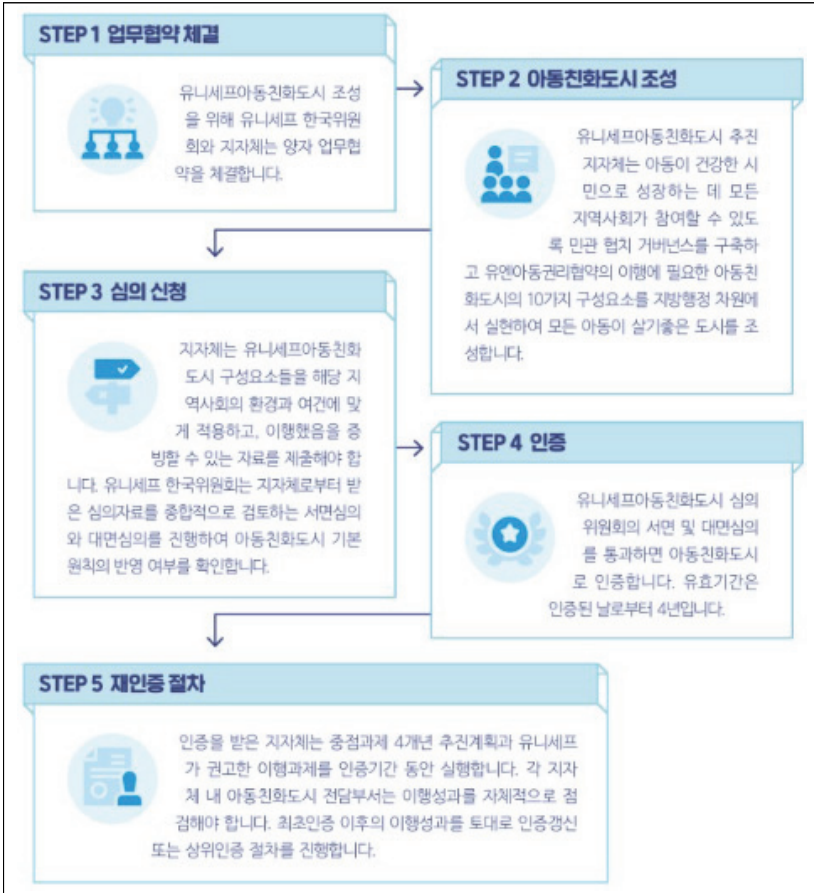 STEP 1 업무협약 체결
유니세프아동친화도시 조성
을 위해 유니세프 한국위원
회와 지자체는 양자 업무협
약을 체결합니다.
STEP 2 아동친화도시 조성
유니세프아동친화도시 추진
지자체는 아동이 건강한 시
민으로 성장하는 데 모든
지역사회가 참여할 수 있도
록 민관 협치 거버넌스를 구축하
고 유엔아동권리협약의 이행에 필요한 아동친
화도시의 10가지 구성요소를 지방행정 차원에
서 실현하여 모든 아동이 살기좋은 도시를 조
성합니다.
STEP 3 심의 신청
지자체는 유니세프아동친화
도시 구성요소들을 해당 지
역사회의 환경과 여건에 맞
게 적용하고, 이행했음을 증
빙할 수 있는 자료를 제출해야 합
니다. 유니세프 한국위원회는 지자체로부터 받
은 심의자료를 종합적으로 검토하는 서면심의
와 대면심의를 진행하여 아동친화도시 기본
원칙의 반영 여부를 확인합니다.
STEP 4 인증
유니세프아동친화도시 심의
위원회의 서면 및 대면심의
를 통과하면 아동친화도시
로 인증합니다. 유효기간은
인증된 날로부터 4년입니다.
STEP 5 재인증 절차
인증을 받은 지자체는 중점과제 4개년 추진계획과 유니세프
가 권고한 이행과제를 인증기간 동안 실행합니다. 각 지자
체 내 아동친화도시 전담부서는 이행성과를 자체적으로 점
검해야 합니다. 최초인증 이후의 이행성과를 토대로 인증갱신
또는 상위인증 절차를 진행합니다.